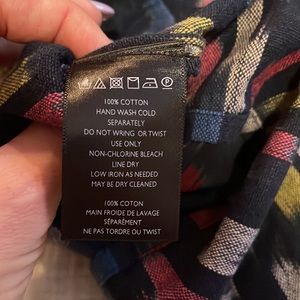 100% COTTON
HAND WASH COLD
SEPARATELY
DO NOT WRING OR TWIST
USE ONLY
NON-CHLORINE BLEACH
LINE DRY
LOW IRON AS NEEDED
MAY BE DRY CLEANED
100% COTON
MAIN FROIDE DE LAVAGE
SÉPARÉMENT
NE PAS TORDRE OU TWIST